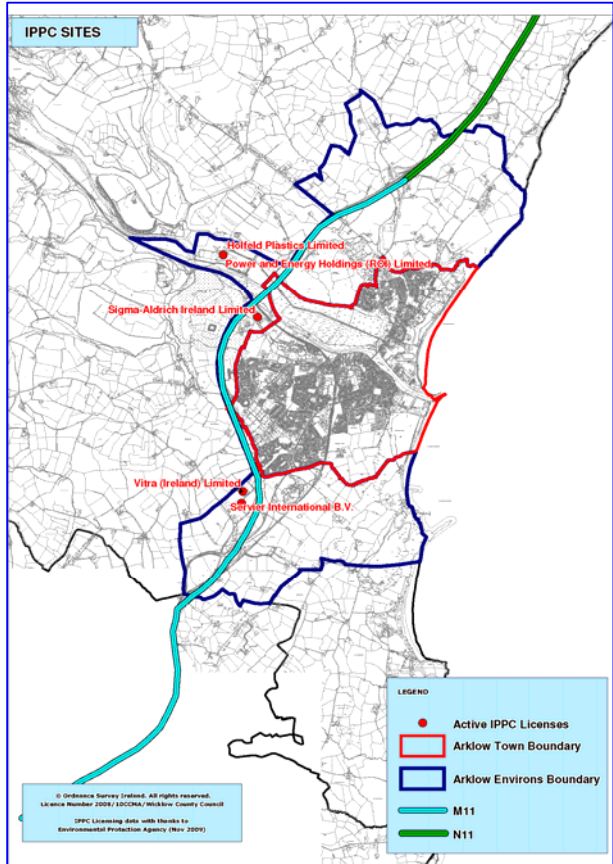 IPPC SITES
Holfeld Plastics Limited
Power and Energy Holdings (ROI) Limited
Sigma-Aldrich Ireland Limited
Vitra (Ireland) Limited
Servier International B.V.
LEGEND
Active IPPC Licenses
Arklow Town Boundary
Arklow Environs Boundary
M11
N11
© Ordnance Survey Ireland. All rights reserved.
Licence Number 2008/10CCMA/Wicklow County Council
IPPC Licensing data with thanks to
Environmental Protection Agency (Nov 2009)